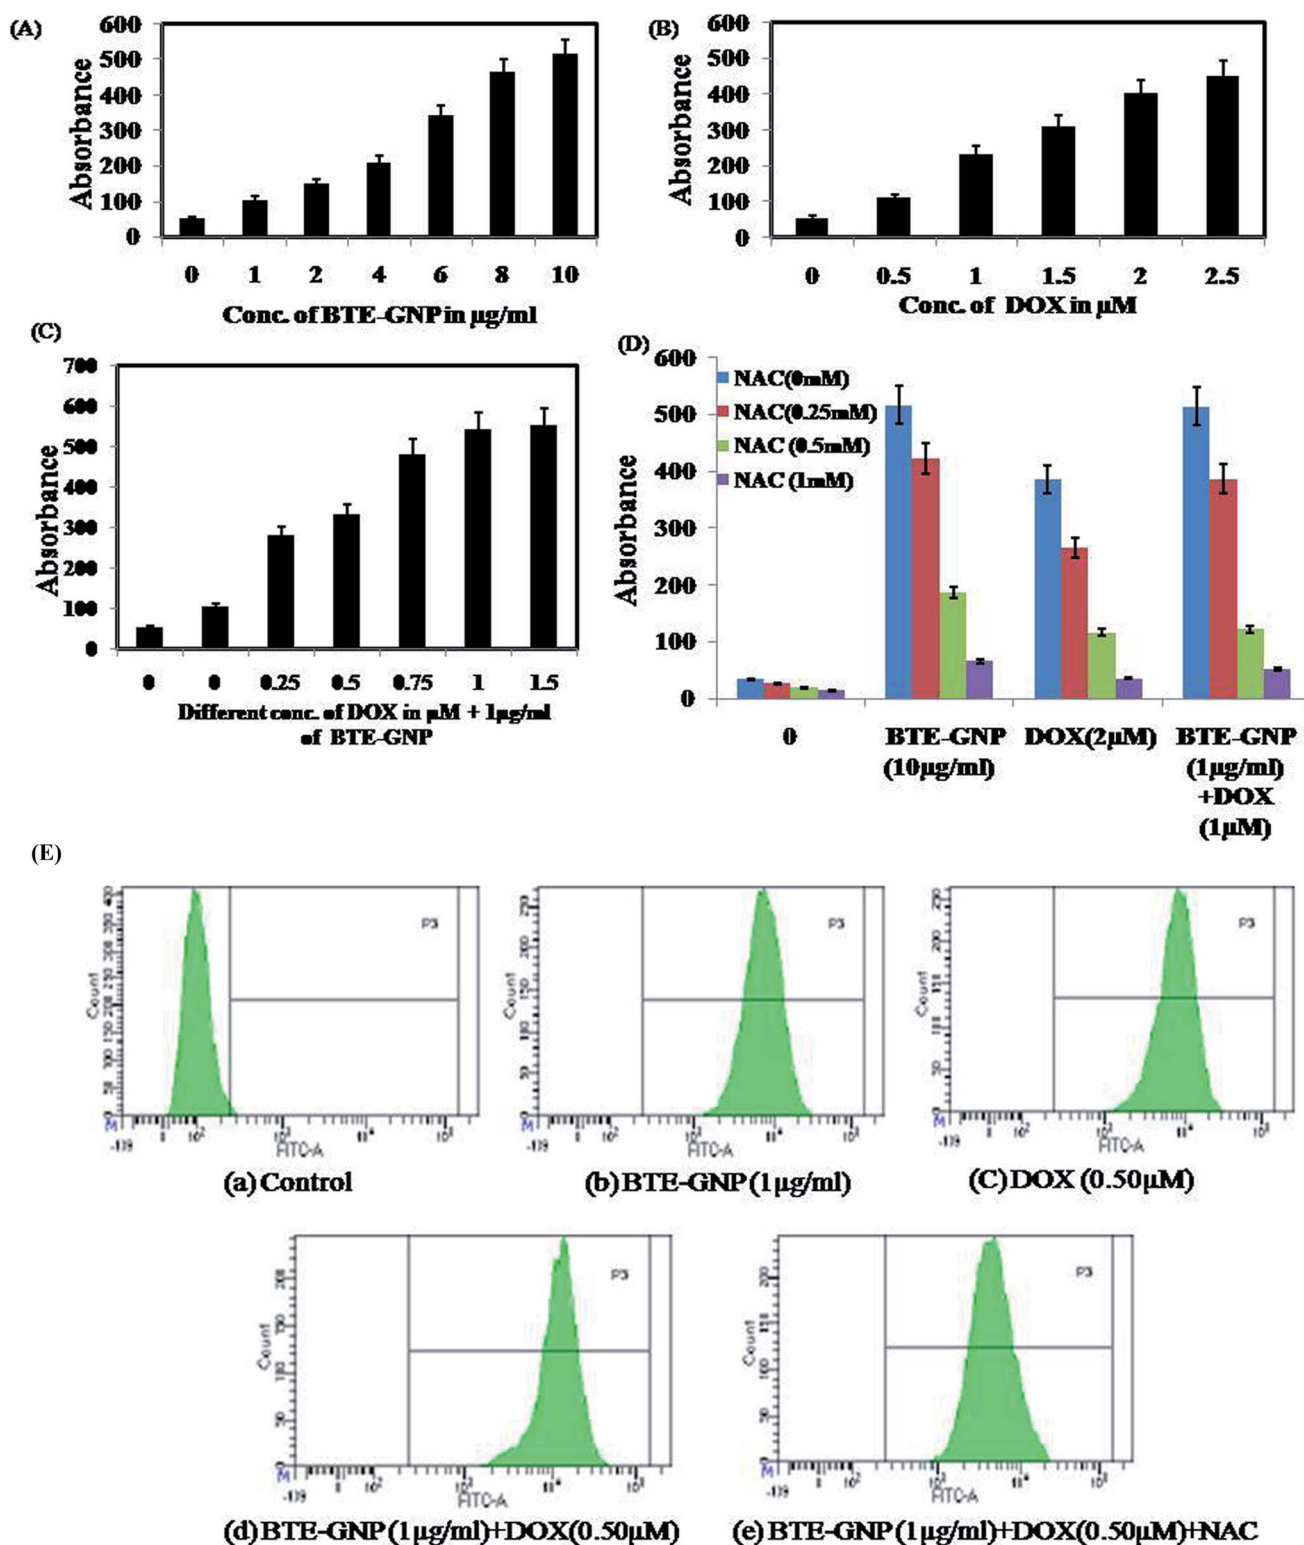 (A)
600
500
400
300
200
100
0
Absorbance
0 1 2 4 6 8 10
Conc. of BTE-GNP in µg/ml
(B)
600
500
400
300
200
100
0
Absorbance
0 0.5 1 1.5 2 2.5
Conc. of DOX in µM
(C)
700
600
500
400
300
200
100
0
Absorbance
0 0 0.25 0.5 0.75 1 1.5
Different conc. of DOX in µM + 1µg/ml
of BTE-GNP
(D)
600
500
400
300
200
100
0
Absorbance
NAC(0mM)
NAC(0.25mM)
NAC (0.5mM)
NAC (1mM)
0 BTE-GNP DOX(2µM) BTE-GNP
(10µg/ml) (1µg/ml)
+DOX
(1µM)
(E)
P3
Count
FITC-A
(a) Control
P3
Count
FITC-A
(b) BTE-GNP (1µg/ml)
P3
Count
FITC-A
(C) DOX (0.50µM)
P3
Count
FITC-A
(d) BTE-GNP (1µg/ml)+DOX(0.50µM)
P3
Count
FITC-A
(e) BTE-GNP (1µg/ml)+DOX(0.50µM)+NAC